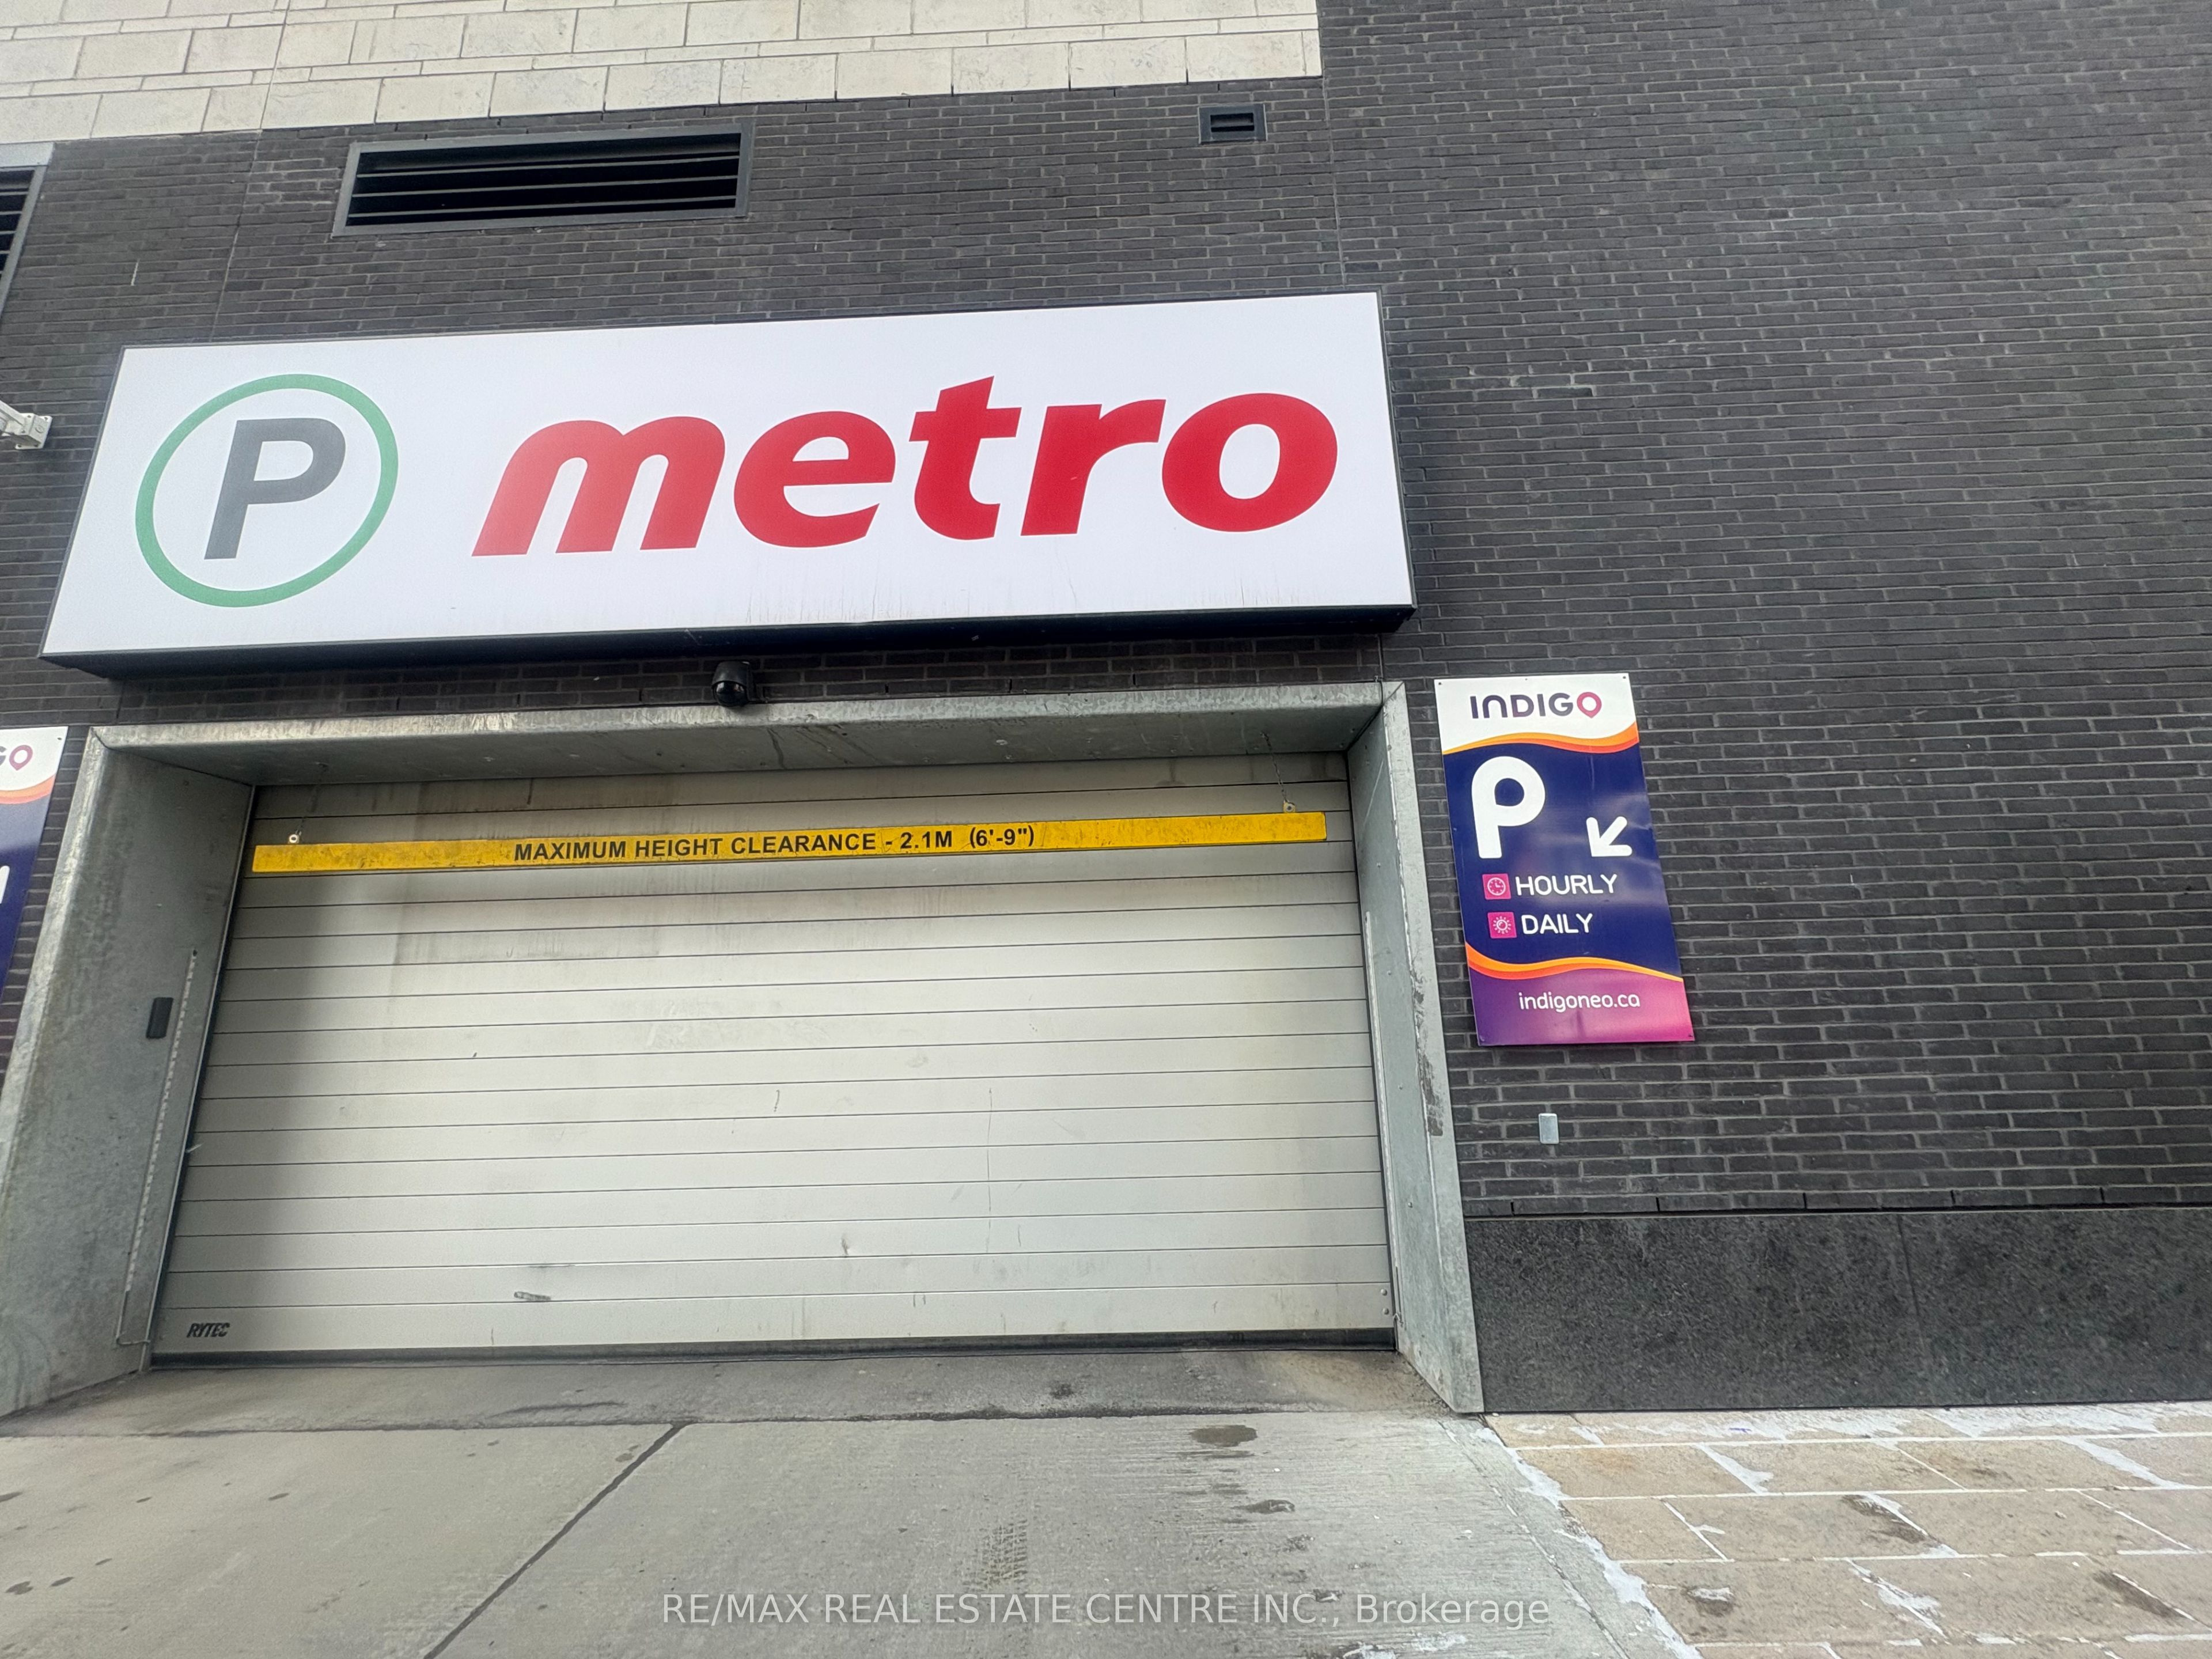 P metro
INDIGO
GO
P
MAXIMUM HEIGHT CLEARANCE - 2.1M (6'-9")
HOURLY
DAILY
indigoneo.ca
RYTEC
RE/MAX REAL ESTATE CENTRE INC., Brokerage